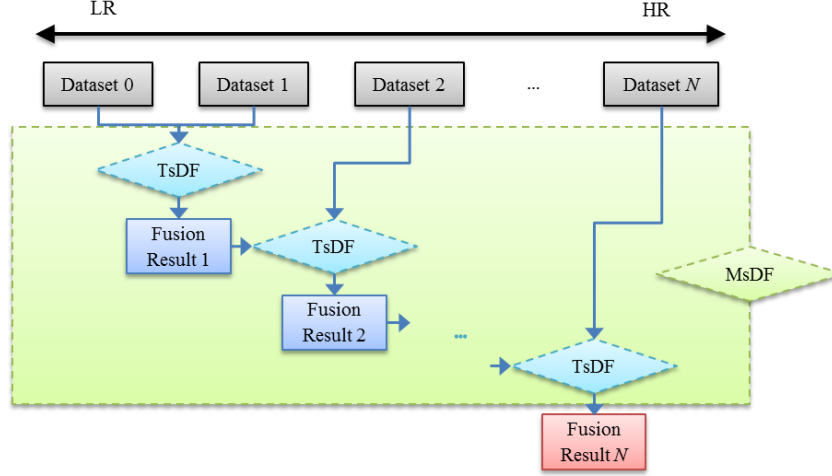 LR
HR
Dataset 0
Dataset 1
Dataset 2
...
Dataset N
TsDF
Fusion
Result 1
TsDF
MsDF
Fusion
Result 2
...
TsDF
Fusion
Result N